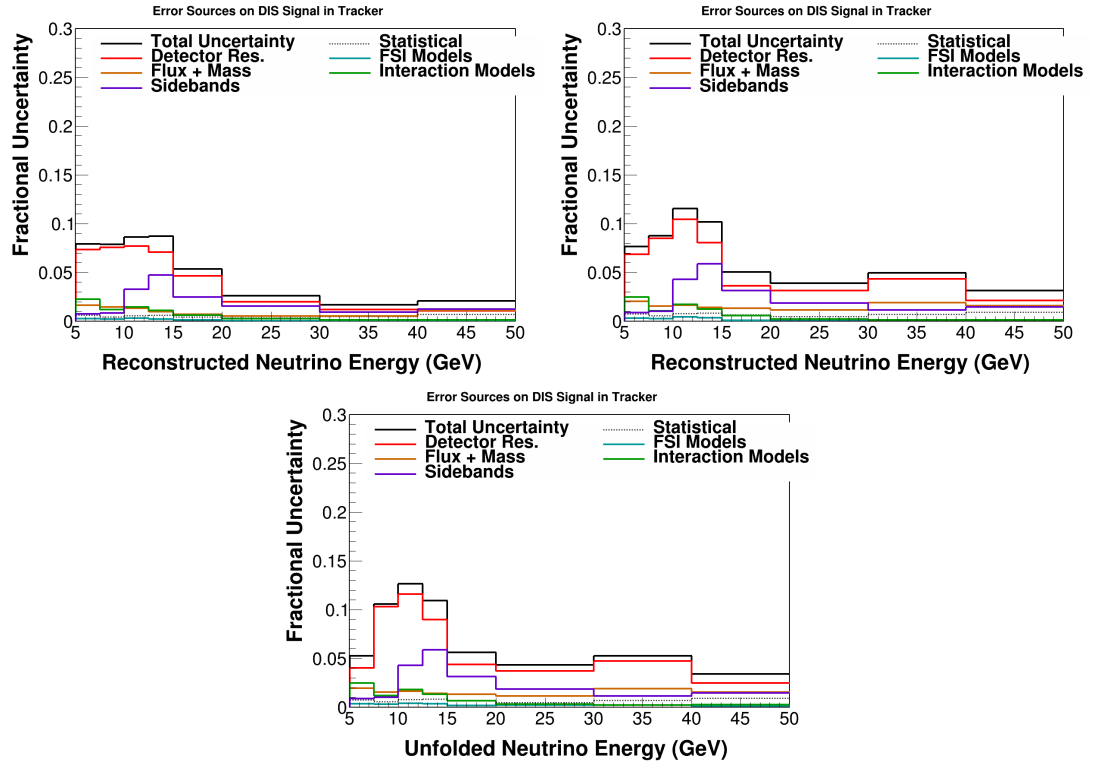 Error Sources on DIS Signal in Tracker
Fractional Uncertainty
0.3
0.25
0.2
0.15
0.1
0.05
0
Total Uncertainty
Detector Res.
Flux + Mass
Sidebands
Statistical
FSI Models
Interaction Models
5 10 15 20 25 30 35 40 45 50
Reconstructed Neutrino Energy (GeV)
Error Sources on DIS Signal in Tracker
Fractional Uncertainty
0.3
0.25
0.2
0.15
0.1
0.05
0
Total Uncertainty
Detector Res.
Flux + Mass
Sidebands
Statistical
FSI Models
Interaction Models
5 10 15 20 25 30 35 40 45 50
Reconstructed Neutrino Energy (GeV)
Error Sources on DIS Signal in Tracker
Fractional Uncertainty
0.3
0.25
0.2
0.15
0.1
0.05
0
Total Uncertainty
Detector Res.
Flux + Mass
Sidebands
Statistical
FSI Models
Interaction Models
5 10 15 20 25 30 35 40 45 50
Unfolded Neutrino Energy (GeV)